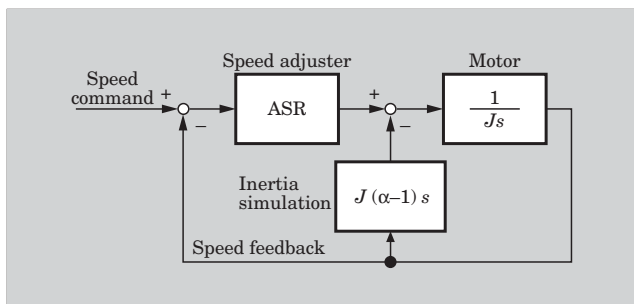 Speed adjuster
Motor
Speed
command
+
−
ASR
+
−
1
Js
Inertia
simulation
J (α–1) s
Speed feedback